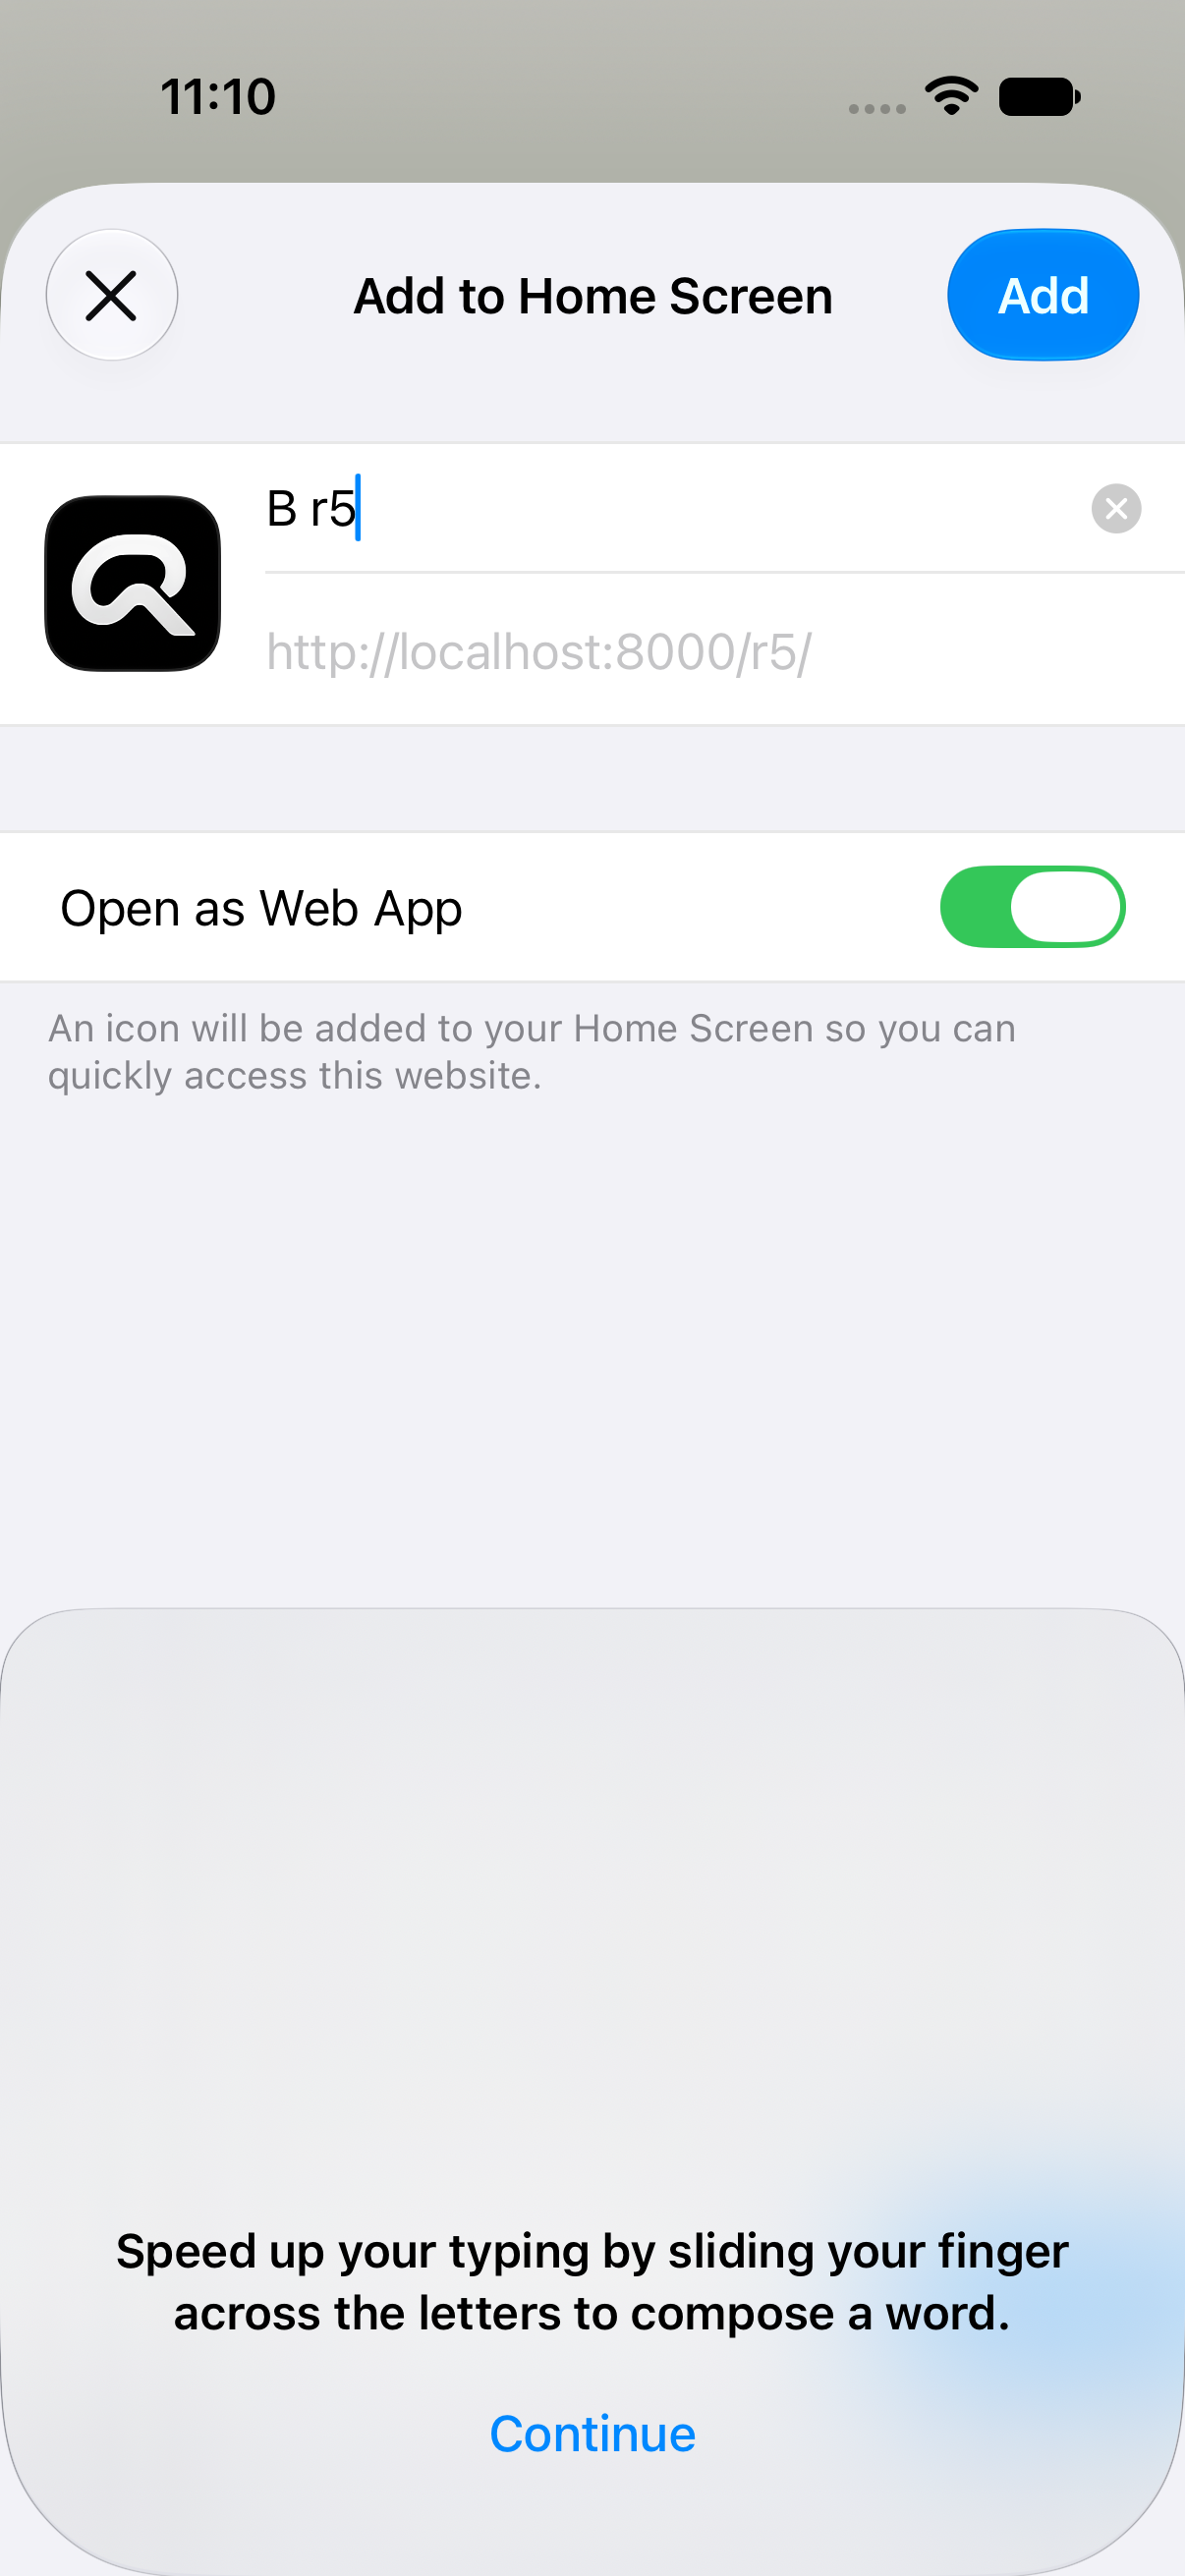 11:10
Add to Home Screen
Add
B r5
http://localhost:8000/r5/
Open as Web App
An icon will be added to your Home Screen so you can
quickly access this website.
Speed up your typing by sliding your finger
across the letters to compose a word.
Continue